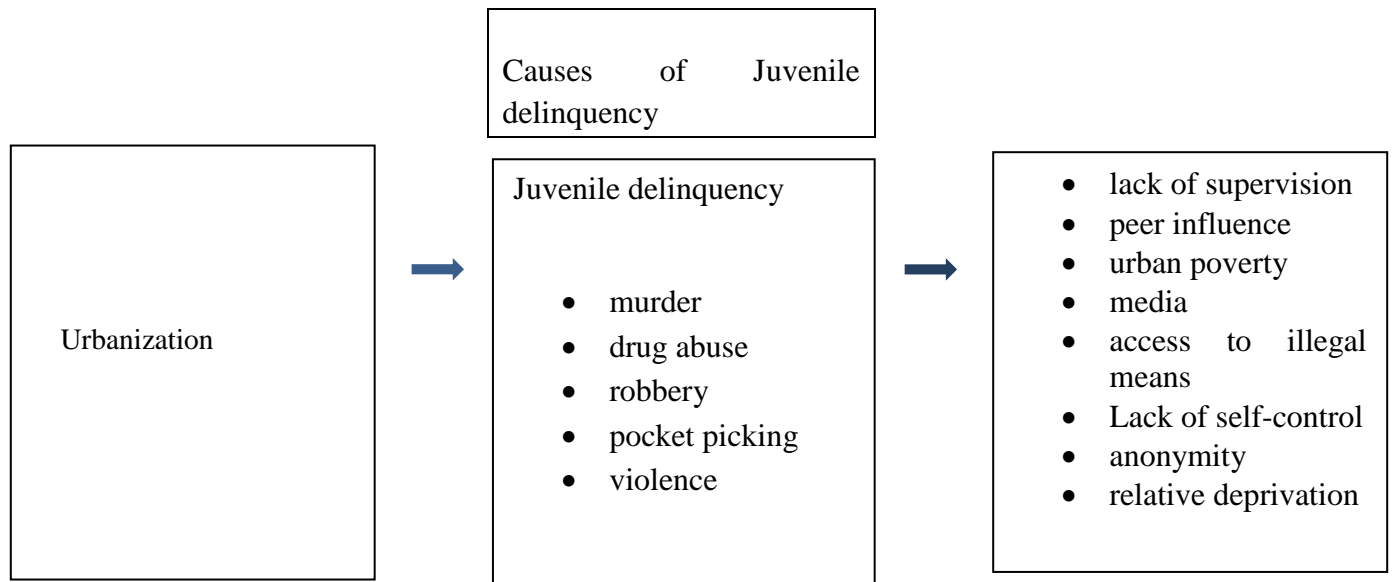 Causes of Juvenile
delinquency
Urbanization
Juvenile delinquency
• murder
• drug abuse
• robbery
• pocket picking
• violence
• lack of supervision
• peer influence
• urban poverty
• media
• access to illegal
means
• Lack of self-control
• anonymity
• relative deprivation